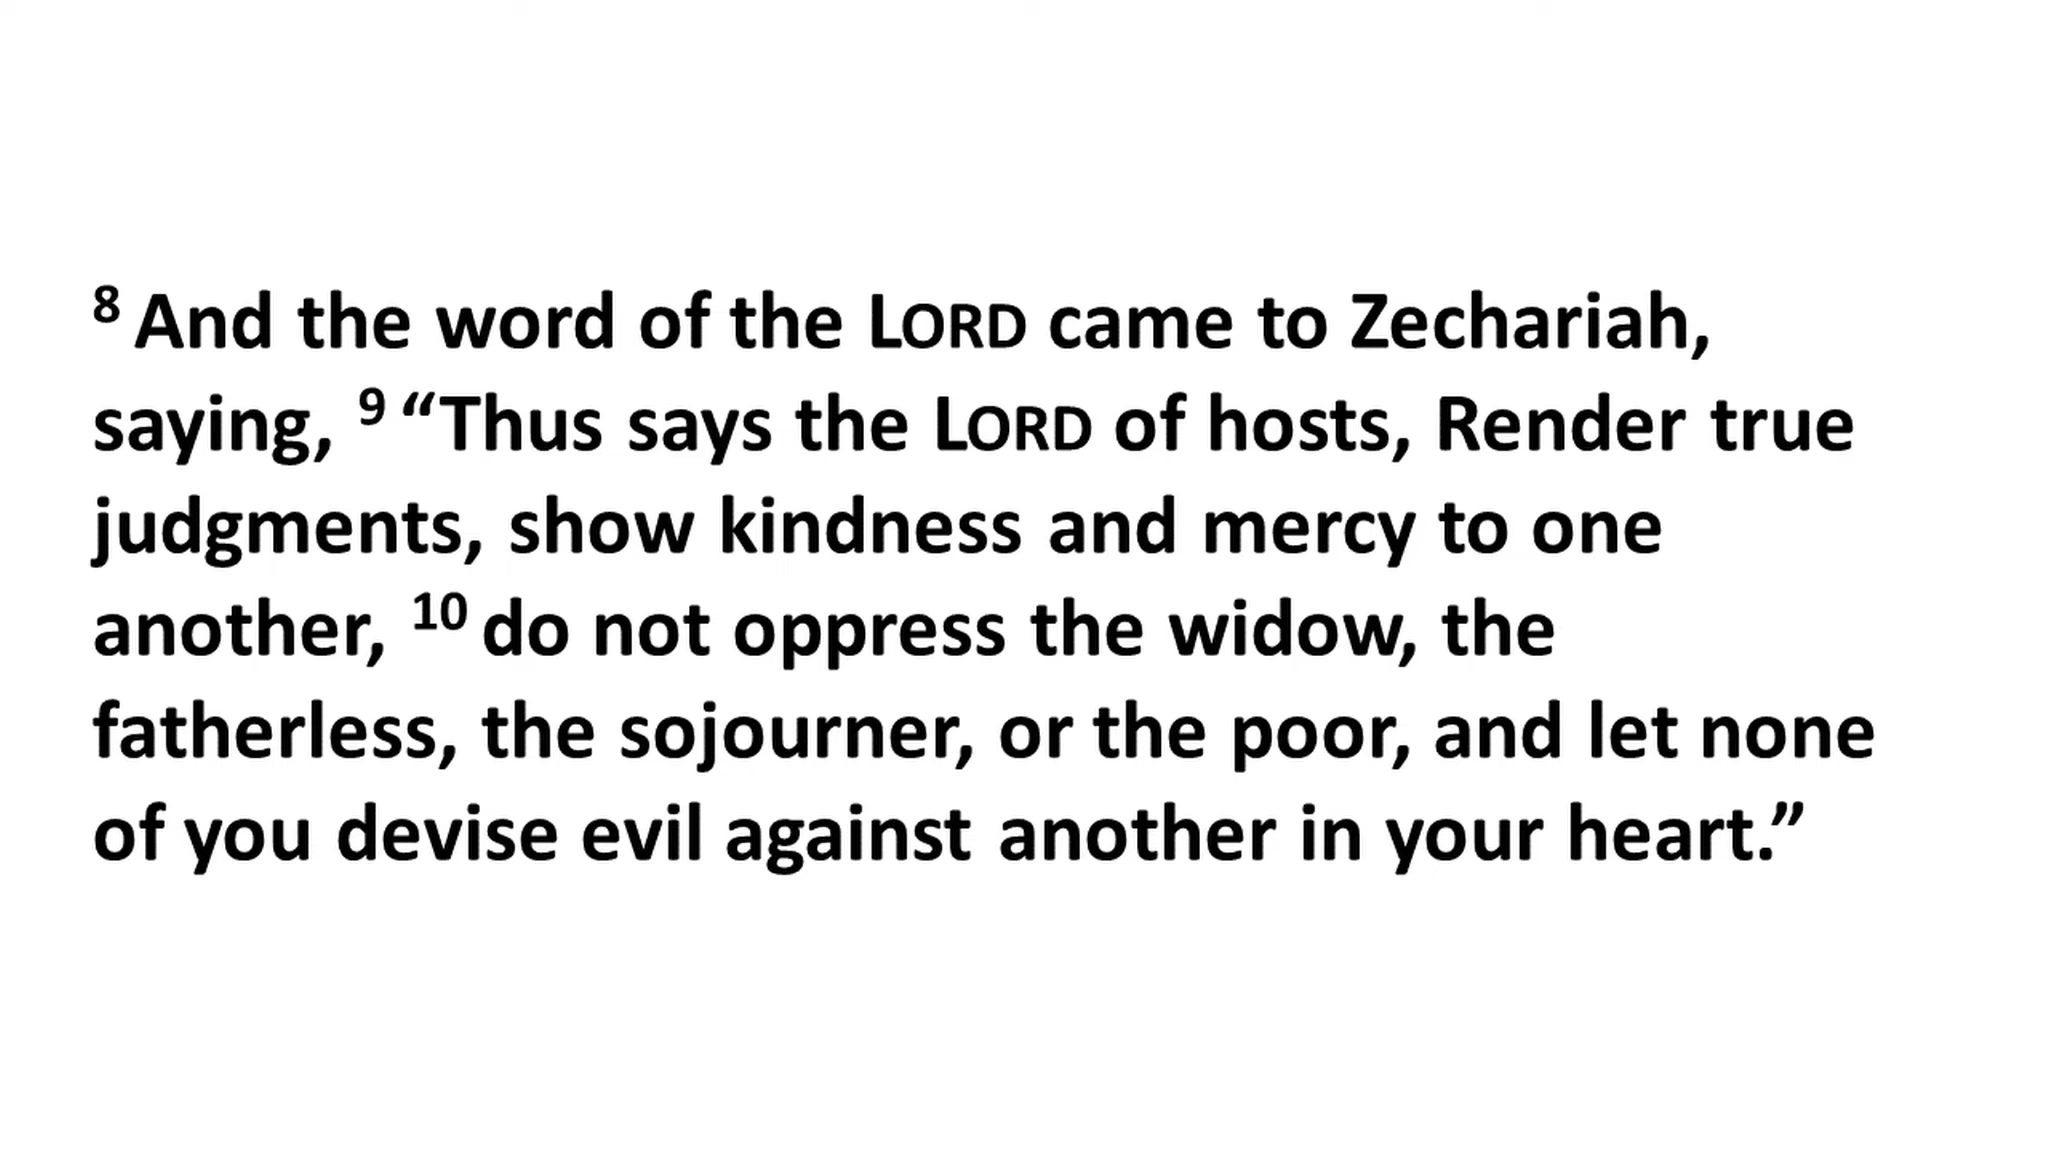 8 And the word of the LORD came to Zechariah,
saying, 9 “Thus says the LORD of hosts, Render true
judgments, show kindness and mercy to one
another, 10 do not oppress the widow, the
fatherless, the sojourner, or the poor, and let none
of you devise evil against another in your heart.”